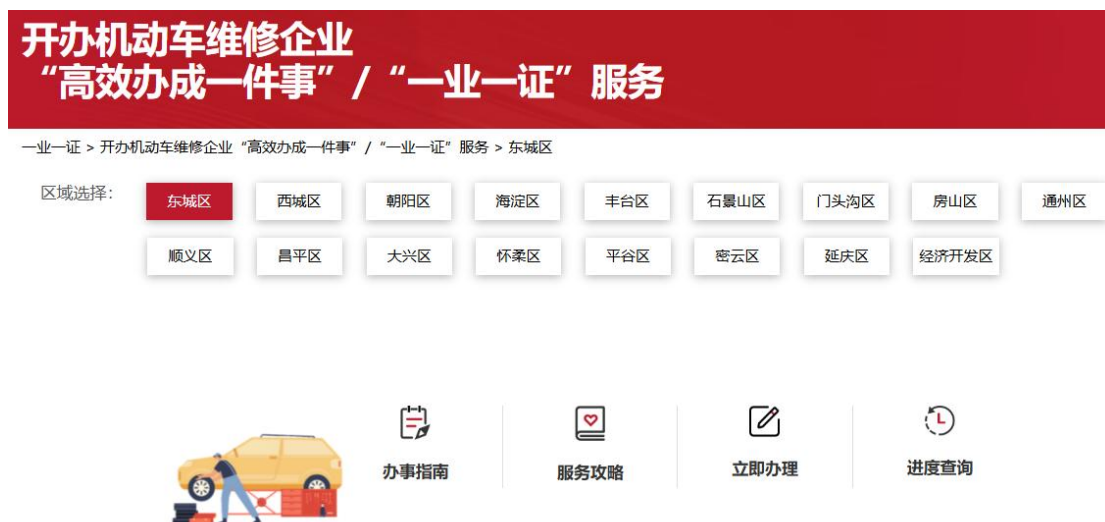 开办机动车维修企业
“高效办成一件事” / “一业一证” 服务
一业一证 > 开办机动车维修企业“高效办成一件事” / “一业一证” 服务 > 东城区
区域选择： 东城区 西城区 朝阳区 海淀区 丰台区 石景山区 门头沟区 房山区 通州区
顺义区 昌平区 大兴区 怀柔区 平谷区 密云区 延庆区 经济开发区
办事指南 服务攻略 立即办理 进度查询